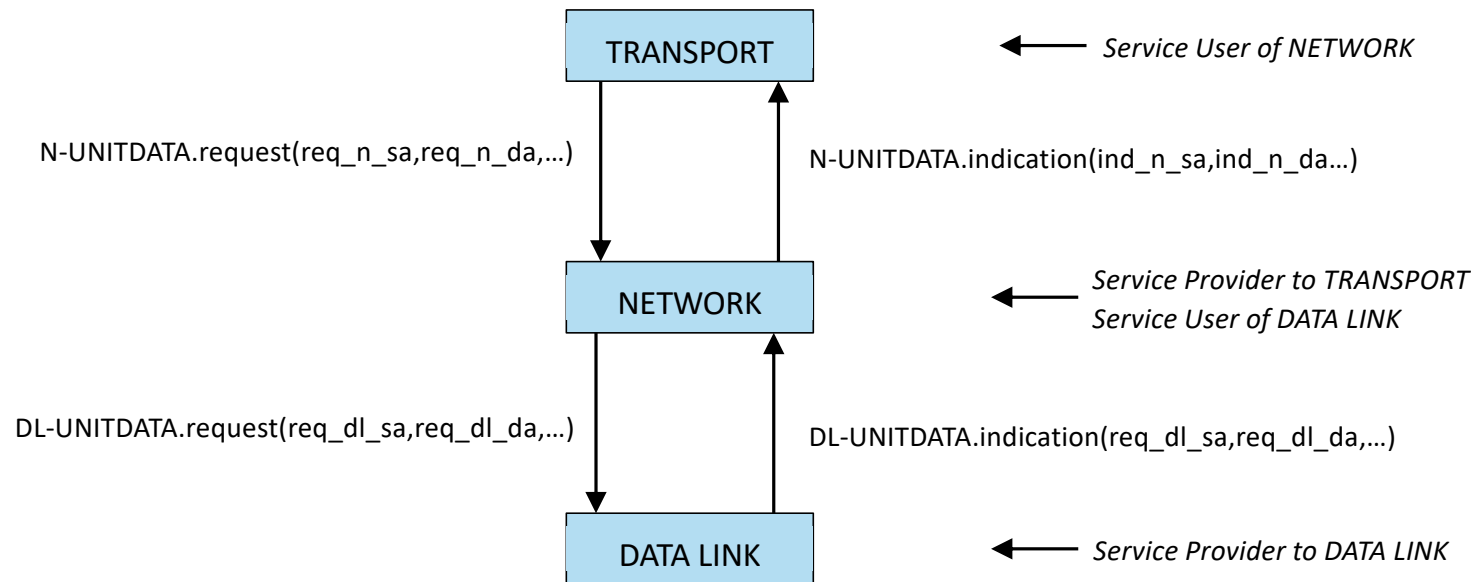 TRANSPORT
Service User of NETWORK
N-UNITDATA.request(req_n_sa,req_n_da,…)
N-UNITDATA.indication(ind_n_sa,ind_n_da…)
NETWORK
Service Provider to TRANSPORT
Service User of DATA LINK
DL-UNITDATA.request(req_dl_sa,req_dl_da,…)
DL-UNITDATA.indication(req_dl_sa,req_dl_da,…)
DATA LINK
Service Provider to DATA LINK